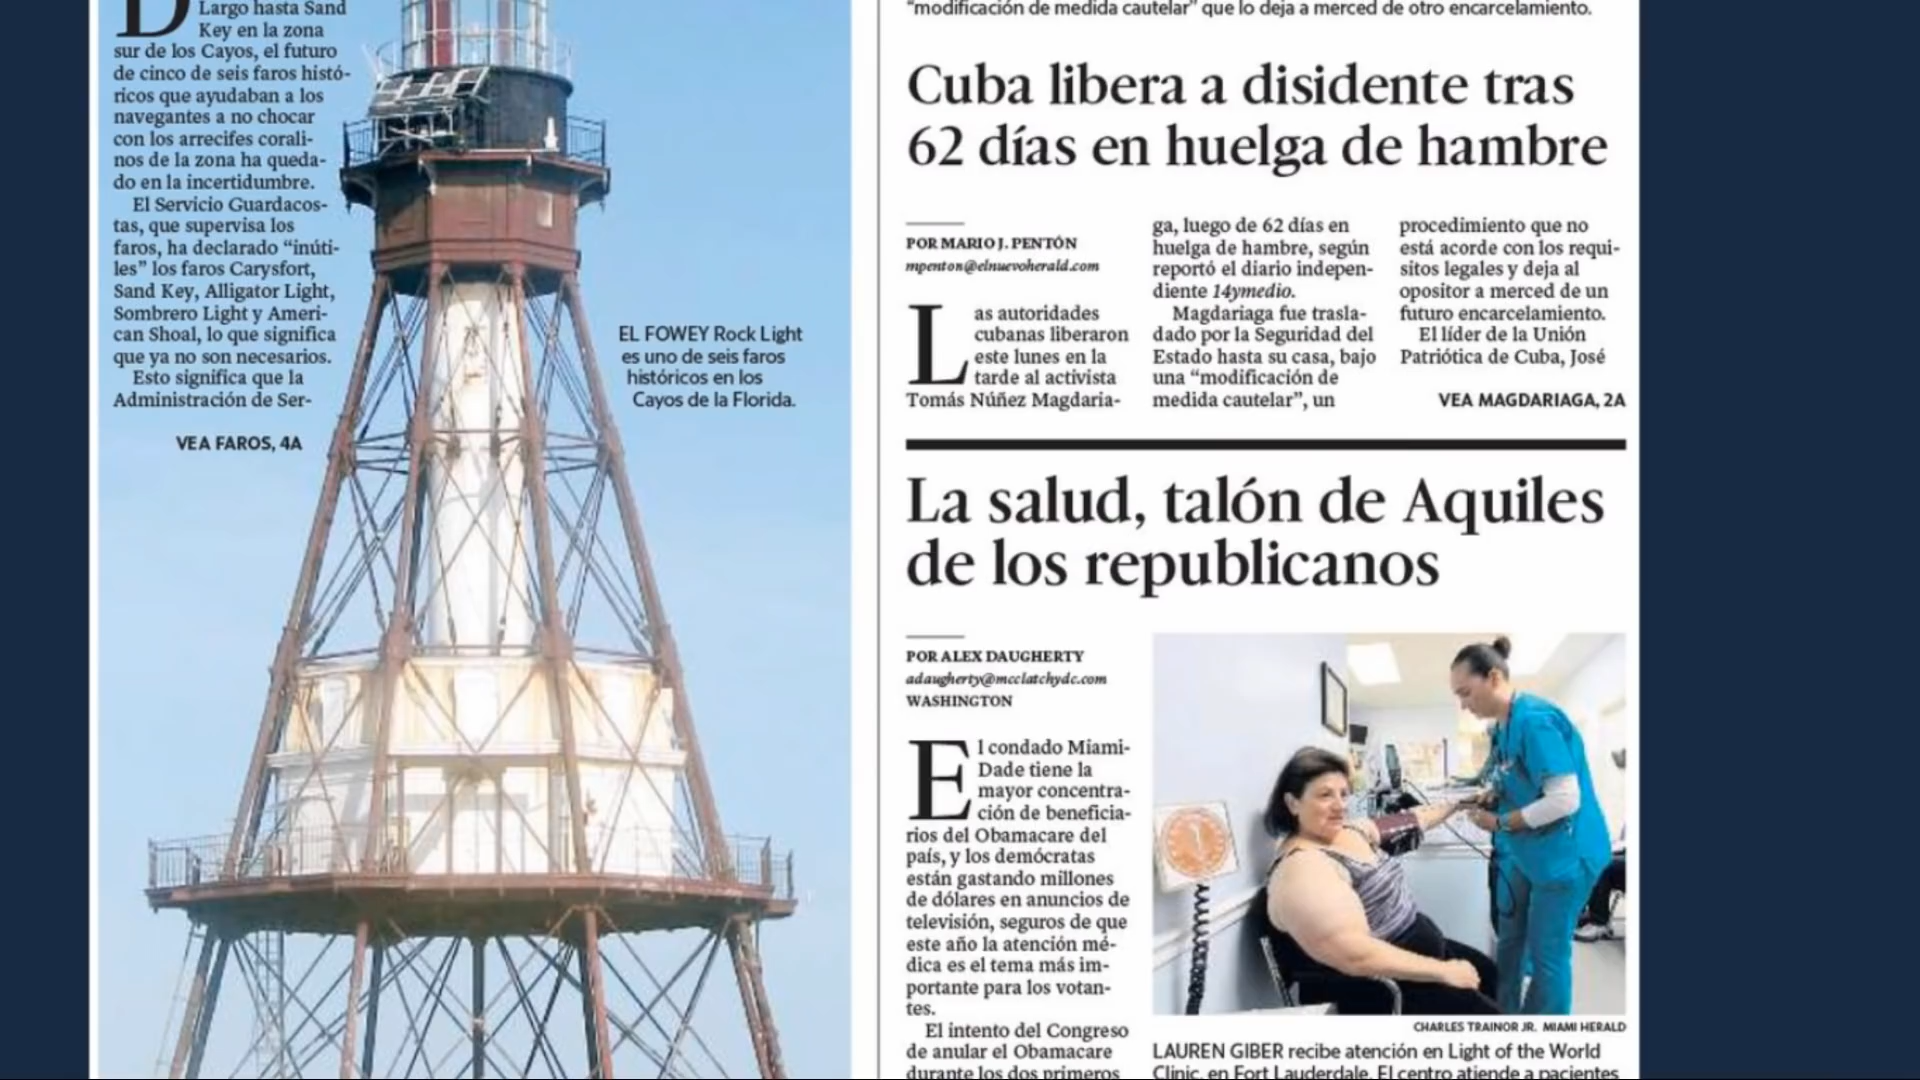 D
Largo hasta Sand
Key en la zona
sur de los Cayos, el futuro
de cinco de seis faros histó-
ricos que ayudaban a los
navegantes a no chocar
con los arrecifes corali-
nos de la zona ha queda-
do en la incertidumbre.
El Servicio Guardacos-
tas, que supervisa los
faros, ha declarado “inúti-
les” los faros Carysfort,
Sand Key, Alligator Light,
Sombrero Light y Ameri-
can Shoal, lo que significa
que ya no son necesarios.
Esto significa que la
Administración de Ser-
VEA FAROS, 4A
EL FOWEY Rock Light
es uno de seis faros
históricos en los
Cayos de la Florida.
“modificación de medida cautelar” que lo deja a merced de otro encarcelamiento.
Cuba libera a disidente tras
62 días en huelga de hambre
POR MARIO J. PENTÓN
mpenton@elnuevoherald.com
Las autoridades
cubanas liberaron
este lunes en la
tarde al activista
Tomás Núñez Magdaria-
ga, luego de 62 días en
huelga de hambre, según
reportó el diario indepen-
diente 14ymedio.
Magdariaga fue trasla-
dado por la Seguridad del
Estado hasta su casa, bajo
una “modificación de
medida cautelar”, un
procedimiento que no
está acorde con los requi-
sitos legales y deja al
opositor a merced de un
futuro encarcelamiento.
El líder de la Unión
Patriótica de Cuba, José
VEA MAGDARIAGA, 2A
La salud, talón de Aquiles
de los republicanos
POR ALEX DAUGHERTY
adaugherty@mcclatchydc.com
WASHINGTON
El condado Miami-
Dade tiene la
mayor concentra-
ción de beneficia-
rios del Obamacare del
país, y los demócratas
están gastando millones
de dólares en anuncios de
televisión, seguros de que
este año la atención mé-
dica es el tema más im-
portante para los votan-
tes.
El intento del Congreso
de anular el Obamacare
durante los dos primeros
CHARLES TRAINOR JR. MIAMI HERALD
LAUREN GIBER recibe atención en Light of the World
Clinic, en Fort Lauderdale. El centro atiende a pacientes